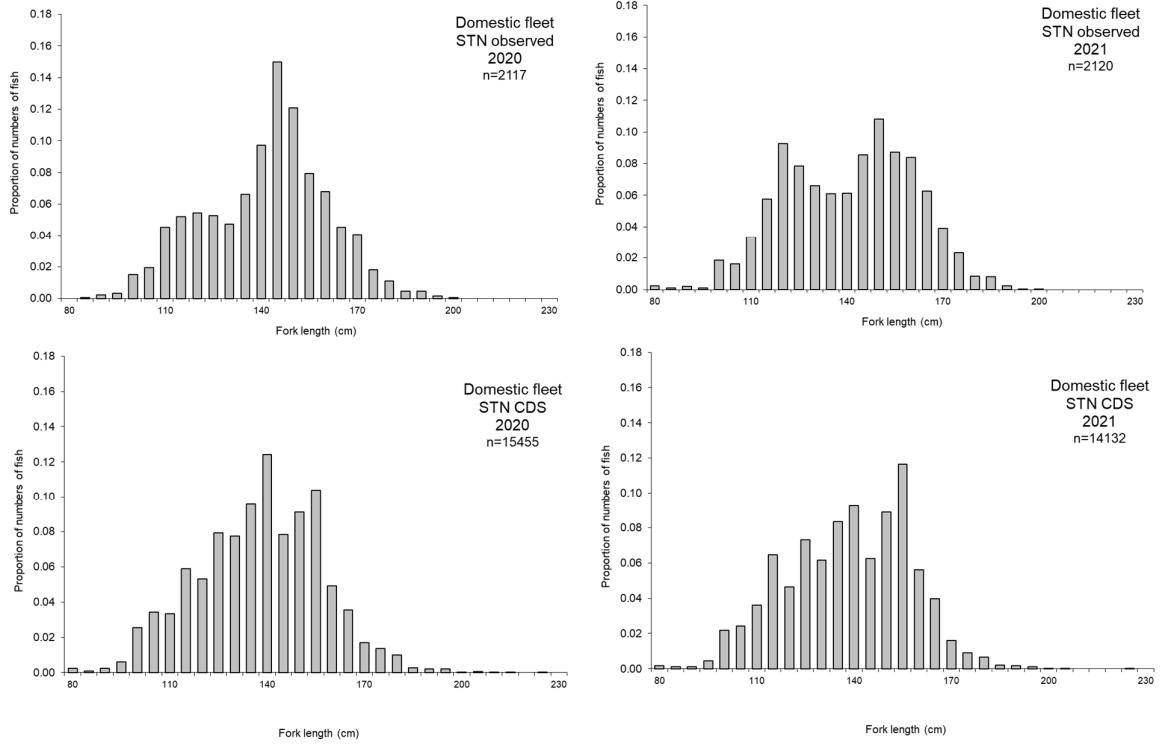 Domestic fleet
STN observed
2020
n=2117
Proportion of numbers of fish
0.18
0.16
0.14
0.12
0.10
0.08
0.06
0.04
0.02
0.00
80 110 140 170 200 230
Fork length (cm)
Domestic fleet
STN observed
2021
n=2120
Proportion of numbers of fish
0.18
0.16
0.14
0.12
0.10
0.08
0.06
0.04
0.02
0.00
80 110 140 170 200 230
Fork length (cm)
Domestic fleet
STN CDS
2020
n=15455
Proportion of numbers of fish
0.18
0.16
0.14
0.12
0.10
0.08
0.06
0.04
0.02
0.00
80 110 140 170 200 230
Fork length (cm)
Domestic fleet
STN CDS
2021
n=14132
Proportion of numbers of fish
0.18
0.16
0.14
0.12
0.10
0.08
0.06
0.04
0.02
0.00
80 110 140 170 200 230
Fork length (cm)